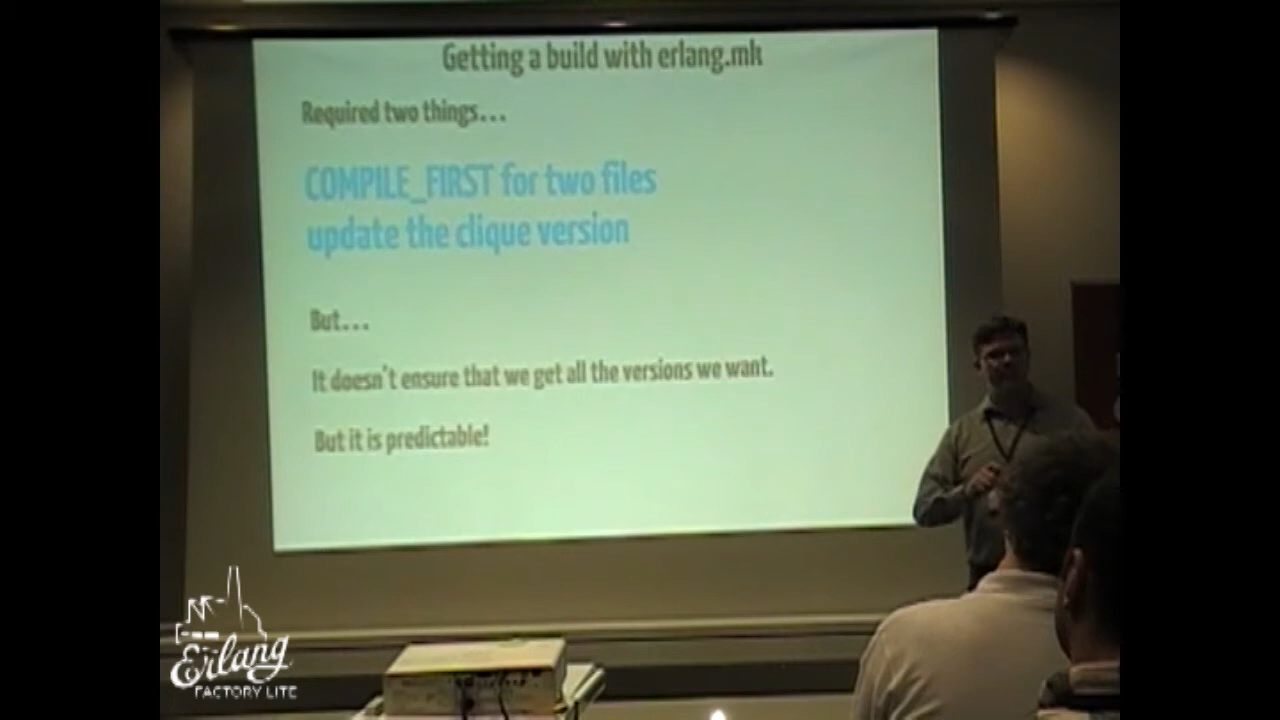 Getting a build with erlang.mk
Required two things...
COMPILE_FIRST for two files
update the clique version
But...
It doesn't ensure that we get all the versions we want.
But it is predictable!
Erlang
FACTORY LITE